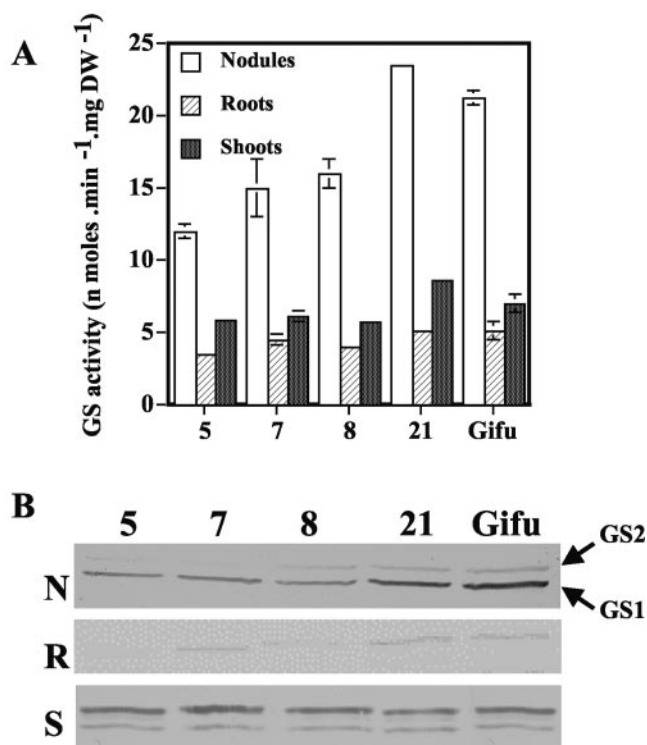 A
GS activity (n moles .min -1.mg DW -1)
25
20
15
10
5
0
Nodules
Roots
Shoots
5 7 8 21 Gifu
B
5 7 8 21 Gifu
GS2
N
GS1
R
S